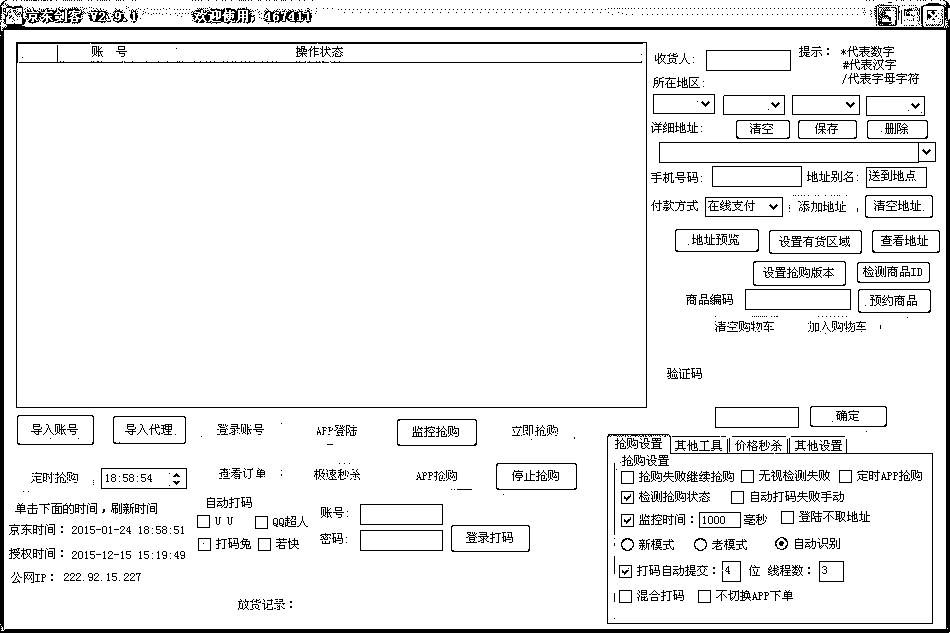 京东剑客 V2.9.0 欢迎使用：467411
账 号 操作状态
收货人： 提示： *代表数字
#代表汉字
/代表字母字符
所在地区:
详细地址: 清空 保存 删除
手机号码: 地址别名: 送到地点
付款方式 在线支付 添加地址 清空地址
地址预览 设置有货区域 查看地址
设置抢购版本 检测商品ID
商品编码 预约商品
清空购物车 加入购物车
验证码
确定
导入账号 导入代理 登录账号 APP登陆 监控抢购 立即抢购
定时抢购 18:58:54 查看订单 极速秒杀 APP抢购 停止抢购
单击下面的时间，刷新时间
京东时间： 2015-01-24 18:58:51
授权时间： 2015-12-15 15:19:49
公网IP： 222.92.15.227
自动打码
U U QQ超人
打码兔 若快
账号:
密码: 登录打码
放货记录：
抢购设置 其他工具 价格秒杀 其他设置
抢购设置
抢购失败继续抢购 无视检测失败 定时APP抢购
检测抢购状态 自动打码失败手动
监控时间： 1000 毫秒 登陆不取地址
新模式 老模式 自动识别
打码自动提交： 4 位 线程数： 3
混合打码 不切换APP下单